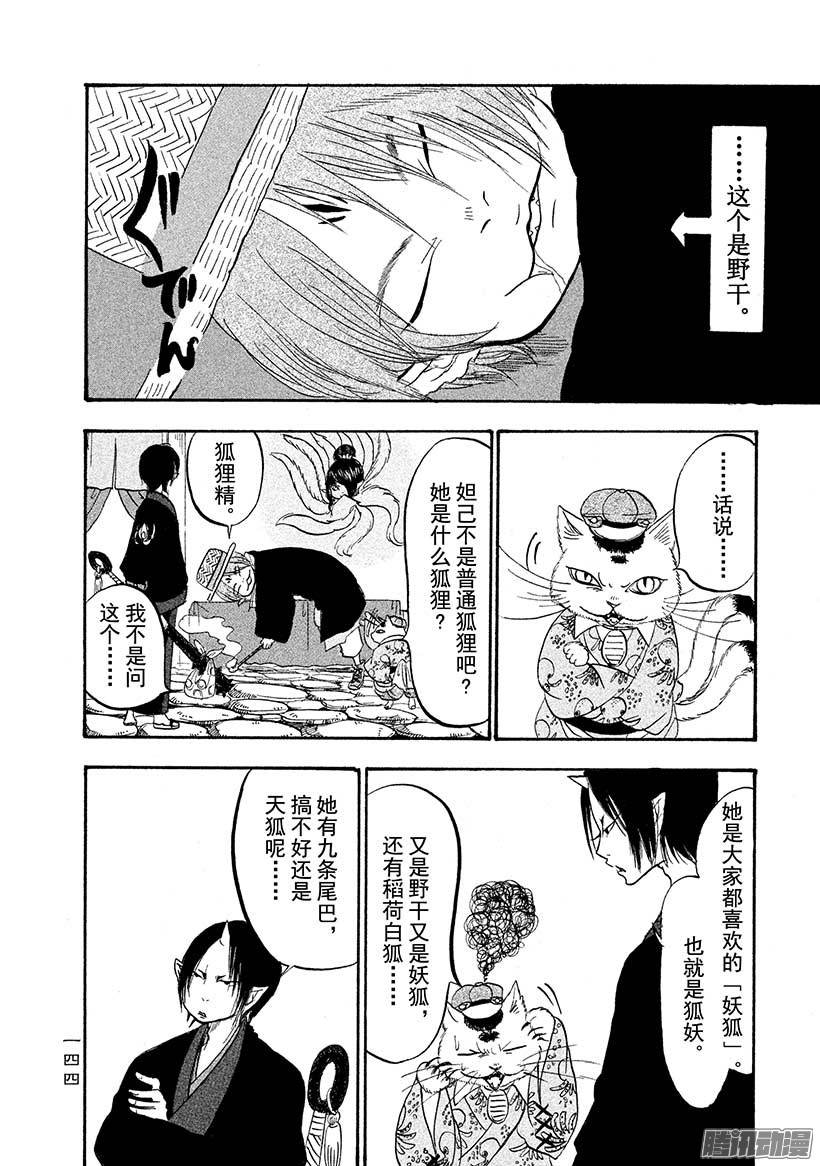 ……这个是野干。
でん
……话说……
妲己不是普通狐狸吧？
她是什么狐狸？
狐狸精。
我不是问
这个……
她是大家都喜欢的「妖狐」。
也就是狐妖。
又是野干又是妖狐，
还有稻荷白狐……
她有九条尾巴，
搞不好还是
天狐呢……
一四四
腾讯动漫